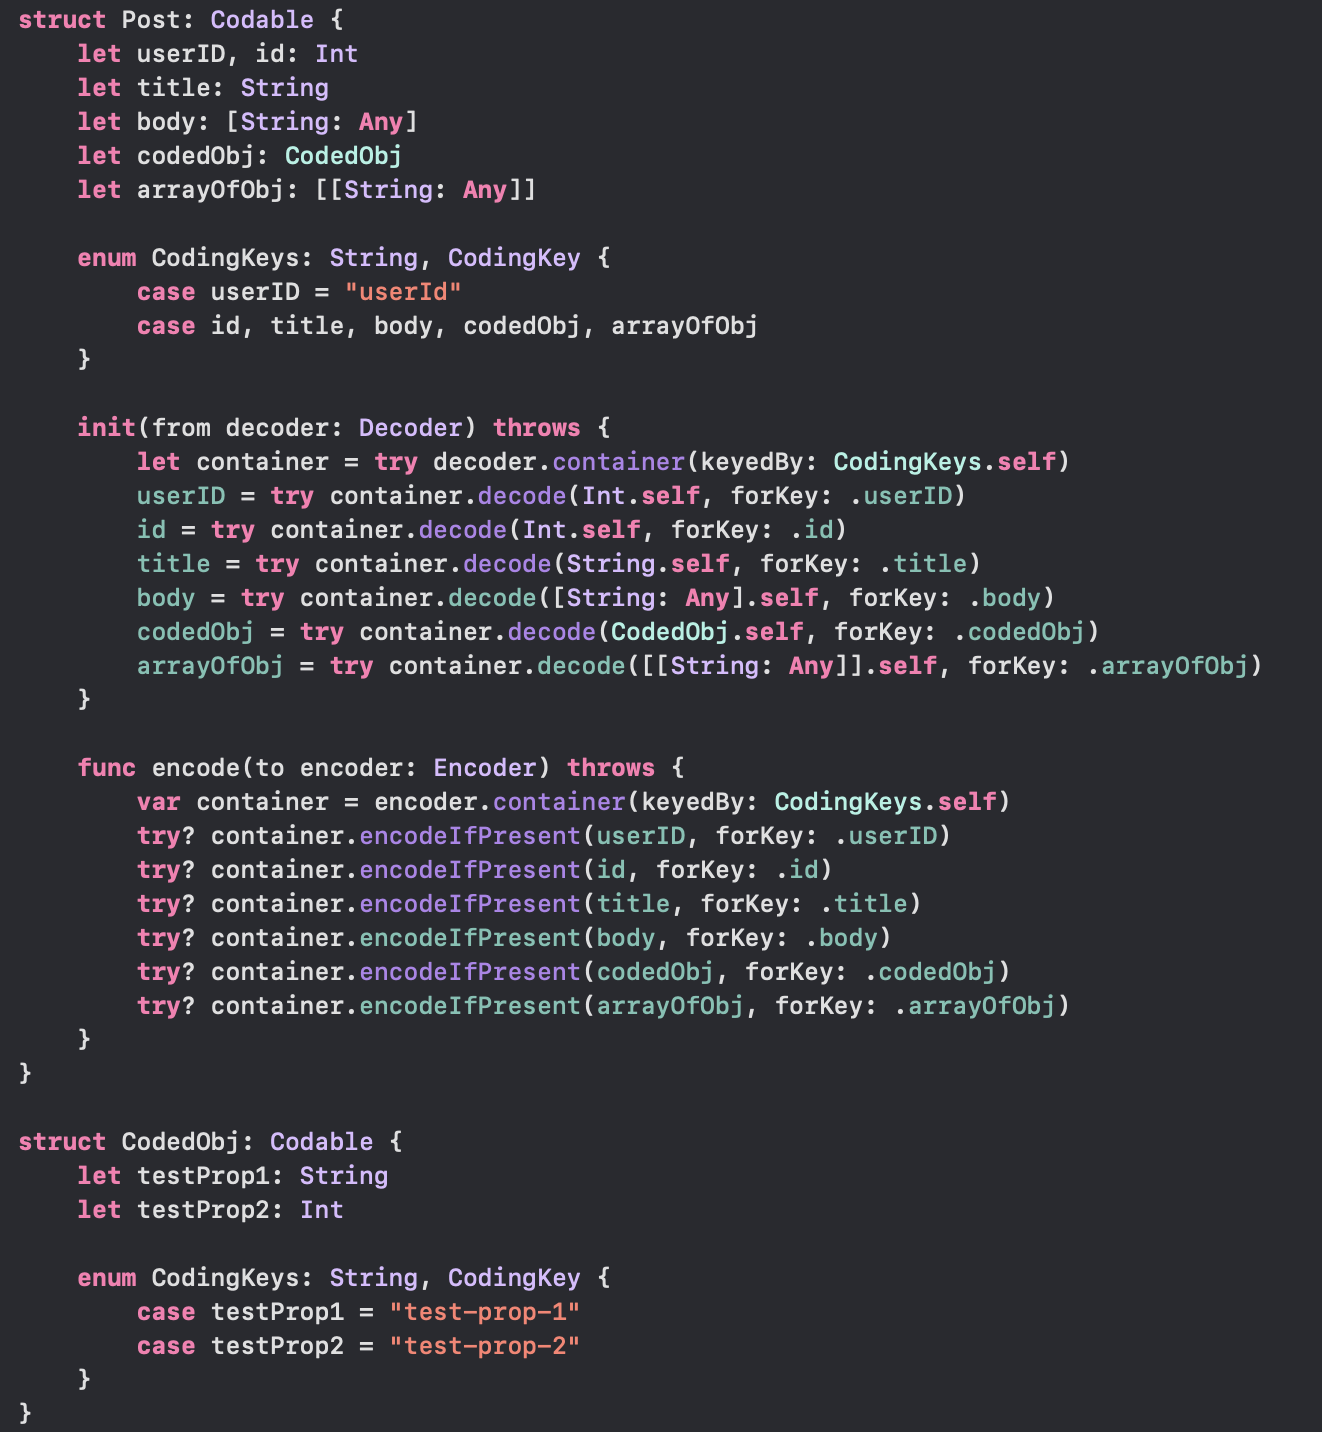 struct Post: Codable {
    let userID, id: Int
    let title: String
    let body: [String: Any]
    let codedObj: CodedObj
    let arrayOfObj: [[String: Any]]

    enum CodingKeys: String, CodingKey {
        case userID = "userId"
        case id, title, body, codedObj, arrayOfObj
    }

    init(from decoder: Decoder) throws {
        let container = try decoder.container(keyedBy: CodingKeys.self)
        userID = try container.decode(Int.self, forKey: .userID)
        id = try container.decode(Int.self, forKey: .id)
        title = try container.decode(String.self, forKey: .title)
        body = try container.decode([String: Any].self, forKey: .body)
        codedObj = try container.decode(CodedObj.self, forKey: .codedObj)
        arrayOfObj = try container.decode([[String: Any]].self, forKey: .arrayOfObj)
    }

    func encode(to encoder: Encoder) throws {
        var container = encoder.container(keyedBy: CodingKeys.self)
        try? container.encodeIfPresent(userID, forKey: .userID)
        try? container.encodeIfPresent(id, forKey: .id)
        try? container.encodeIfPresent(title, forKey: .title)
        try? container.encodeIfPresent(body, forKey: .body)
        try? container.encodeIfPresent(codedObj, forKey: .codedObj)
        try? container.encodeIfPresent(arrayOfObj, forKey: .arrayOfObj)
    }
}

struct CodedObj: Codable {
    let testProp1: String
    let testProp2: Int

    enum CodingKeys: String, CodingKey {
        case testProp1 = "test-prop-1"
        case testProp2 = "test-prop-2"
    }
}